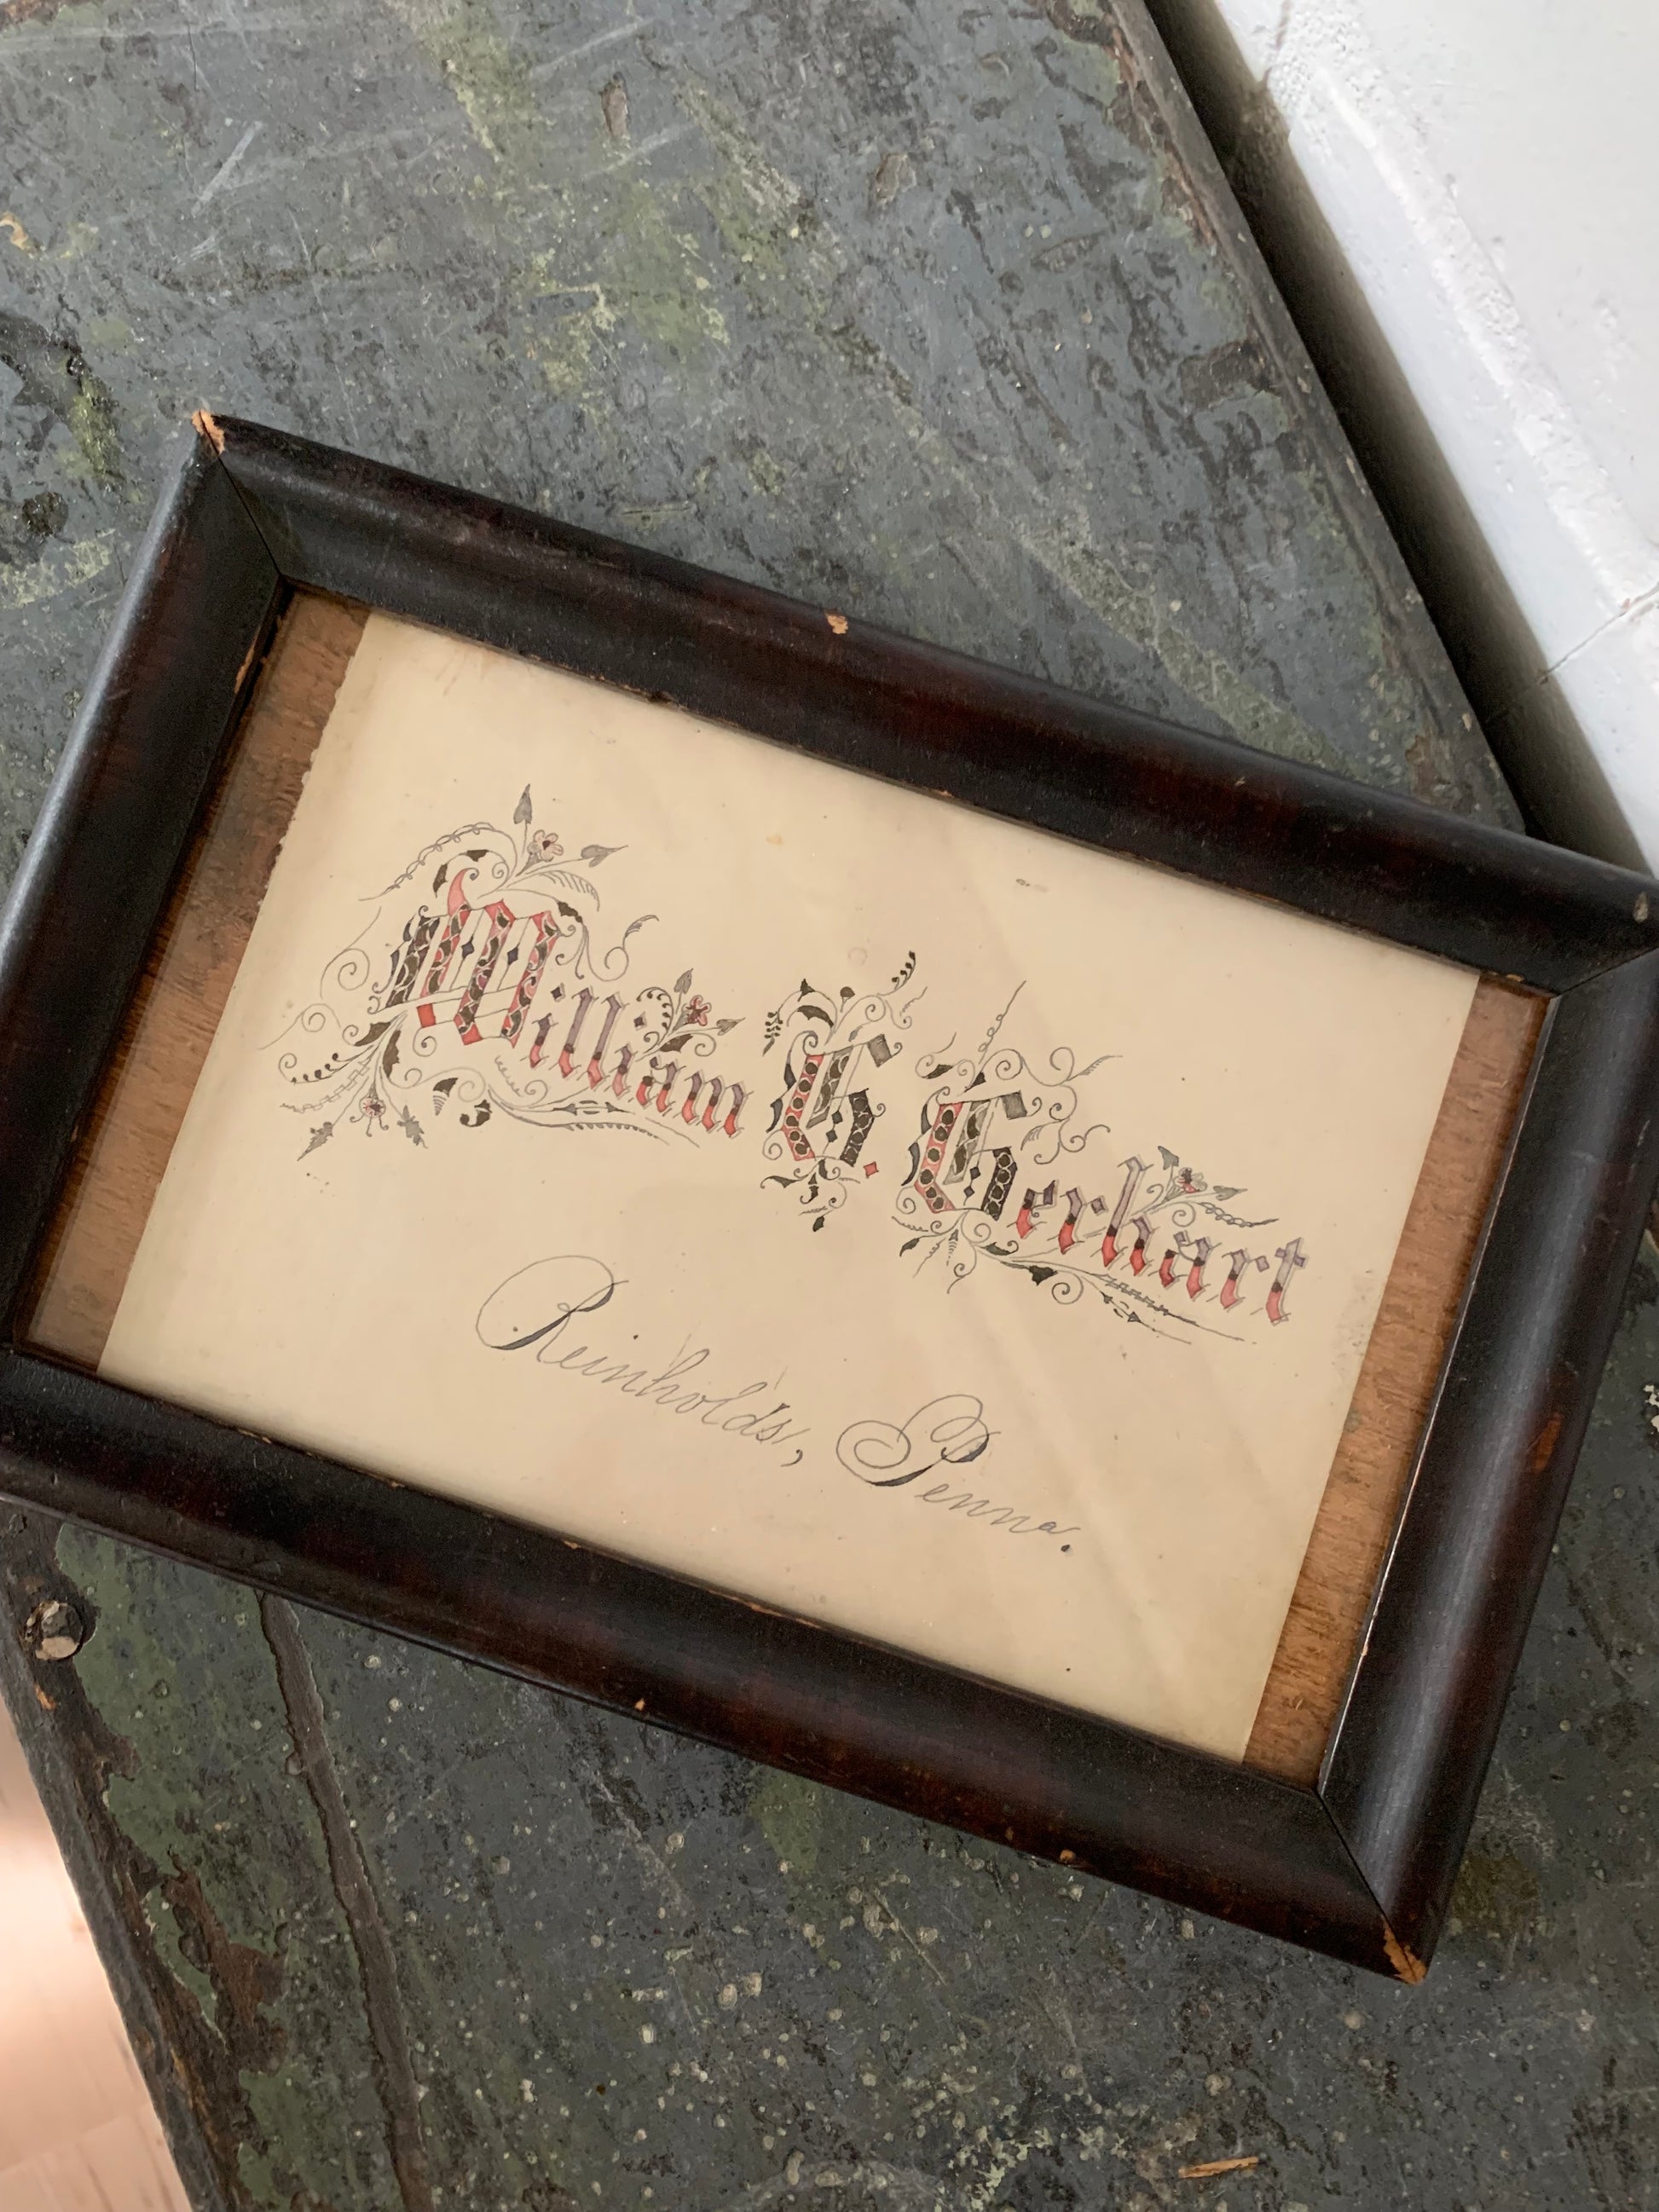 William G. Gerhart
Reinholds, Penna.